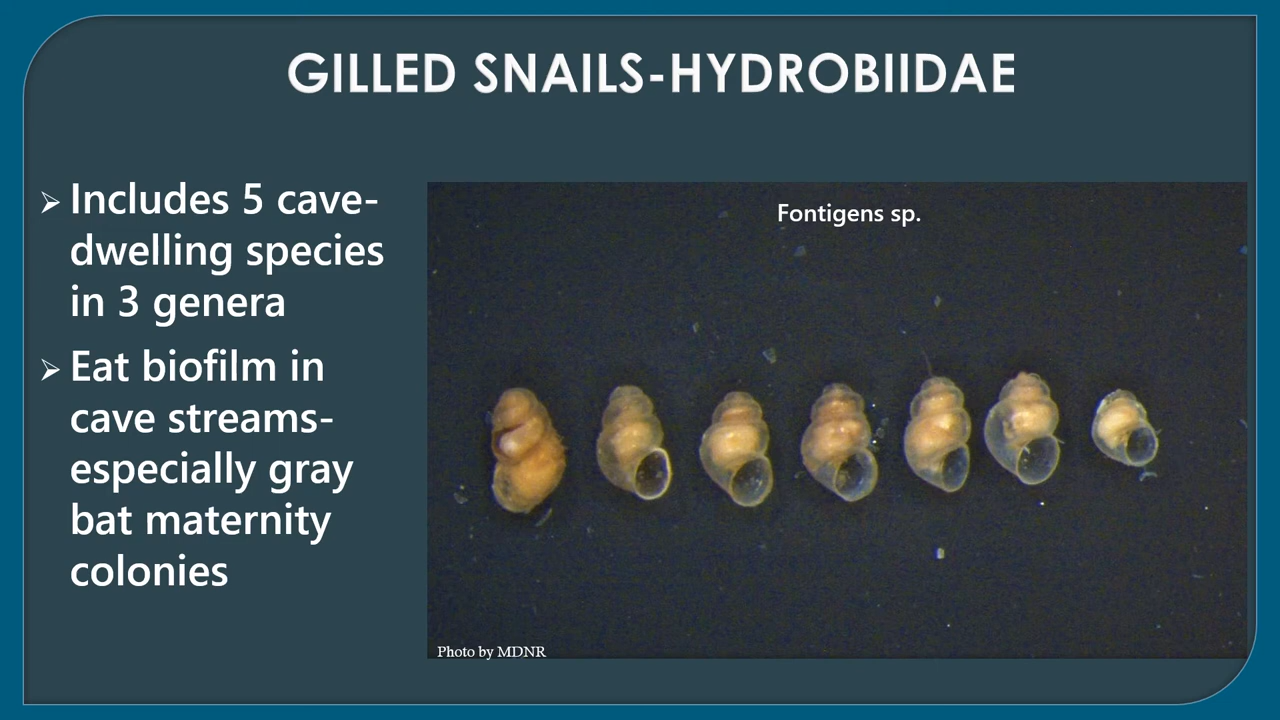 GILLED SNAILS-HYDROBIIDAE
Includes 5 cave-
dwelling species
in 3 genera
Eat biofilm in
cave streams-
especially gray
bat maternity
colonies
Fontigens sp.
Photo by MDNR